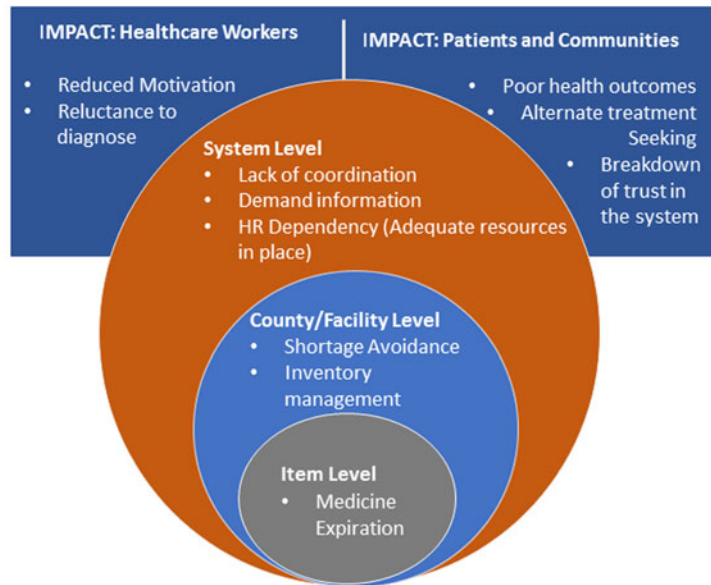 IMPACT: Healthcare Workers
• Reduced Motivation
• Reluctance to
diagnose
IMPACT: Patients and Communities
• Poor health outcomes
• Alternate treatment
Seeking
• Breakdown
of trust in
the system
System Level
• Lack of coordination
• Demand information
• HR Dependency (Adequate resources
in place)
County/Facility Level
• Shortage Avoidance
• Inventory
management
Item Level
• Medicine
Expiration